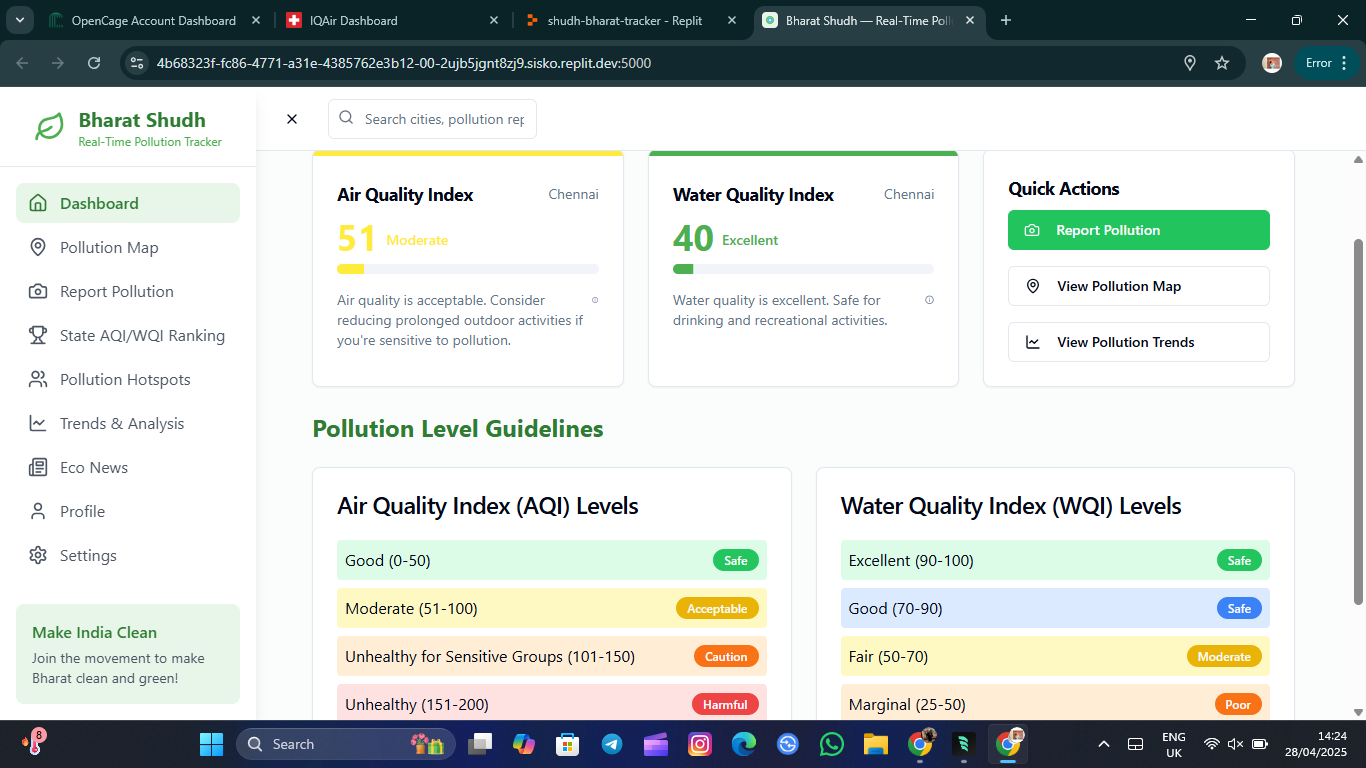 OpenCage Account Dashboard
IQAir Dashboard
shudh-bharat-tracker - Replit
Bharat Shudh — Real-Time Poll
4b68323f-fc86-4771-a31e-4385762e3b12-00-2ujb5jgnt8zj9.sisko.replit.dev:5000
Error
Bharat Shudh
Real-Time Pollution Tracker
Search cities, pollution rep
Dashboard
Pollution Map
Report Pollution
State AQI/WQI Ranking
Pollution Hotspots
Trends & Analysis
Eco News
Profile
Settings
Make India Clean
Join the movement to make
Bharat clean and green!
Air Quality Index
Chennai
51 Moderate
Air quality is acceptable. Consider
reducing prolonged outdoor activities if
you're sensitive to pollution.
Water Quality Index
Chennai
40 Excellent
Water quality is excellent. Safe for
drinking and recreational activities.
Quick Actions
Report Pollution
View Pollution Map
View Pollution Trends
Pollution Level Guidelines
Air Quality Index (AQI) Levels
Good (0-50)
Safe
Moderate (51-100)
Acceptable
Unhealthy for Sensitive Groups (101-150)
Caution
Unhealthy (151-200)
Harmful
Water Quality Index (WQI) Levels
Excellent (90-100)
Safe
Good (70-90)
Safe
Fair (50-70)
Moderate
Marginal (25-50)
Poor
8
Search
ENG
UK
14:24
28/04/2025